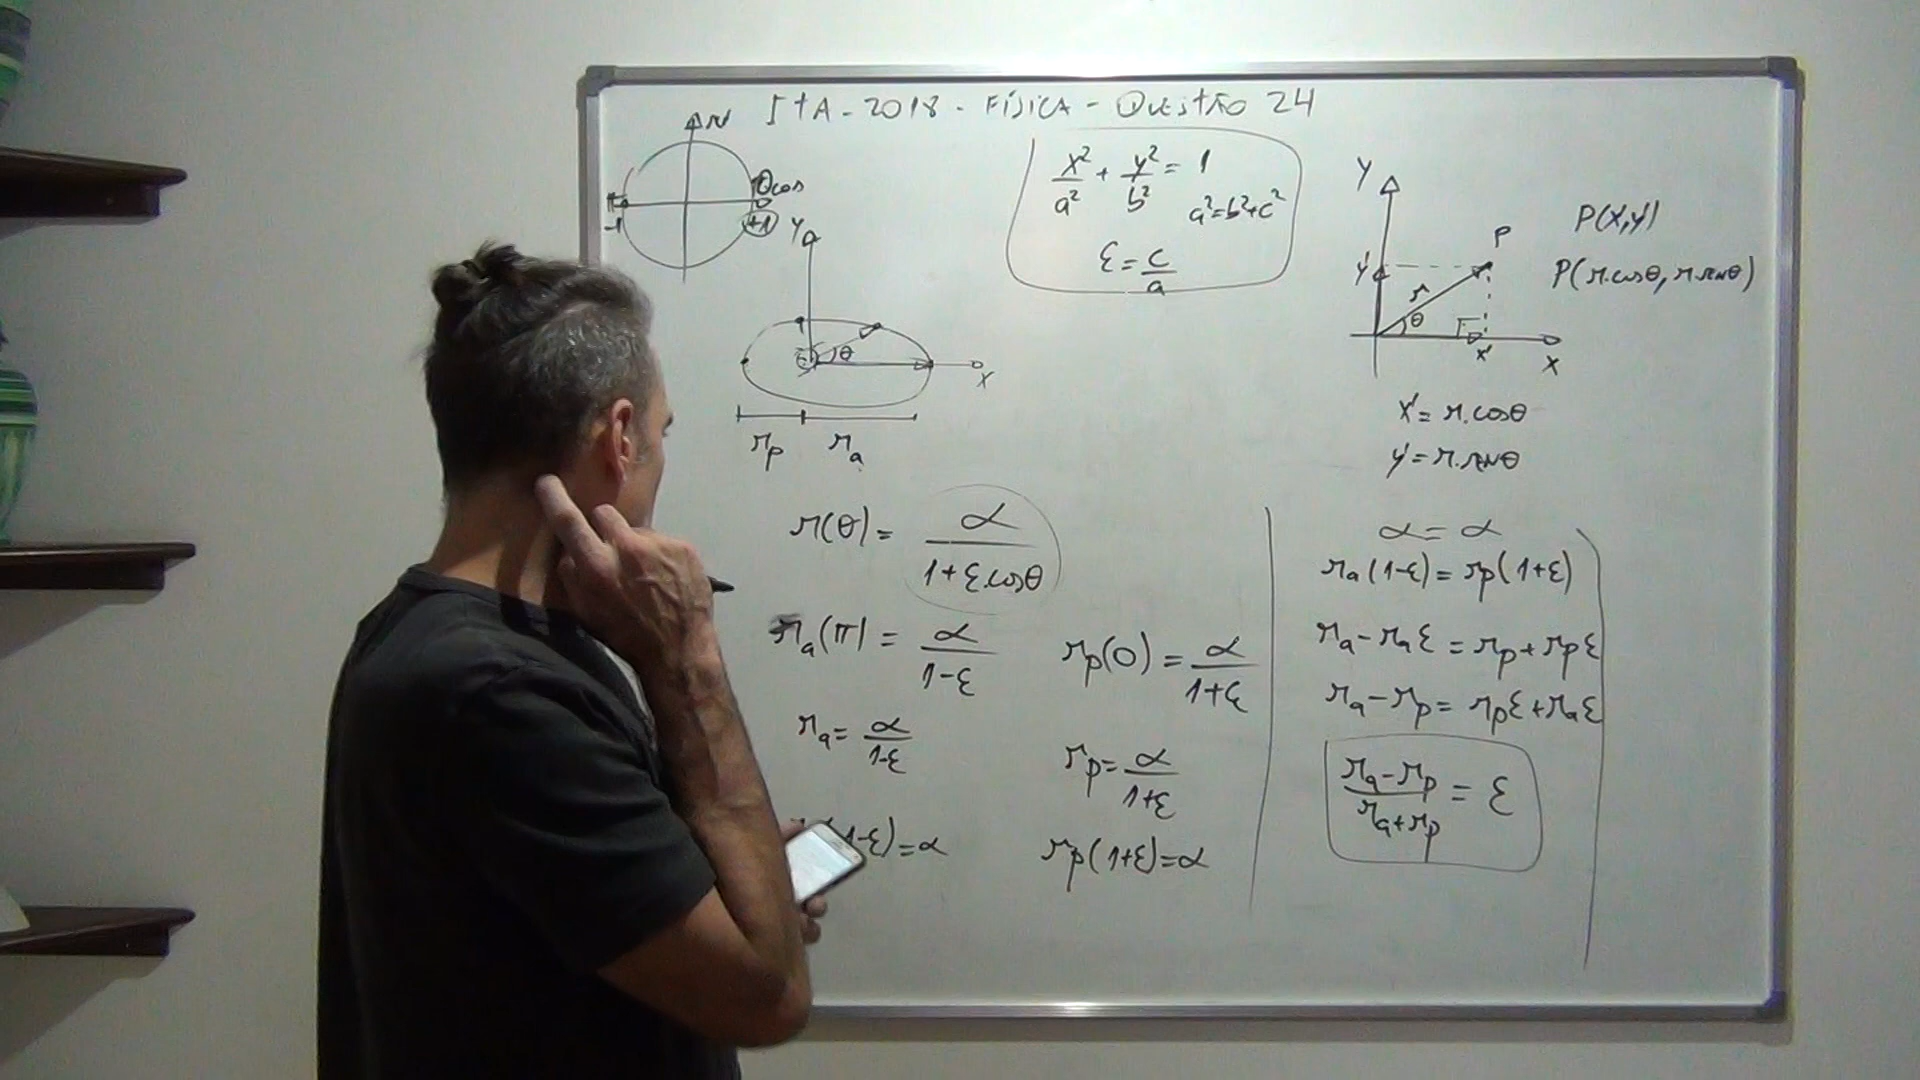 ITA - 2018 - FÍSICA - QUESTÃO 24
cos
-1
+1
Y
X
θ
r_p r_a
x²/a² + y²/b² = 1
a²=b²+c²
ε = c/a
Y
P
y'
r
θ
x'
X
P(x,y)
P(r.cosθ, r.senθ)
x' = r.cosθ
y' = r.senθ
r(θ) = α/(1+ε.cosθ)
r_a(π) = α/(1-ε)
r_a = α/(1-ε)
1-ε)=α
r_p(0) = α/(1+ε)
r_p = α/(1+ε)
r_p(1+ε)=α
α = α
r_a(1-ε) = r_p(1+ε)
r_a - r_aε = r_p + r_pε
r_a - r_p = r_pε + r_aε
(r_a - r_p)/(r_a + r_p) = ε